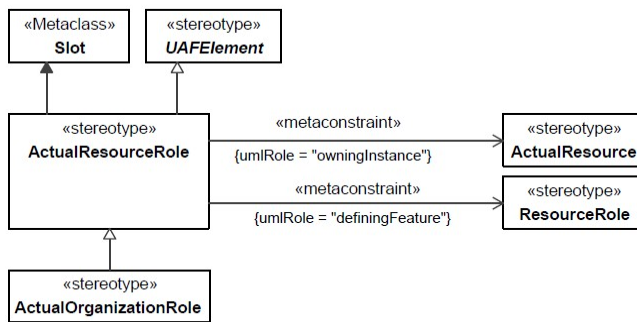 «Metaclass»
Slot
«stereotype»
UAFElement
«stereotype»
ActualResourceRole
«metaconstraint»
{umlRole = "owningInstance"}
«stereotype»
ActualResource
«metaconstraint»
{umlRole = "definingFeature"}
«stereotype»
ResourceRole
«stereotype»
ActualOrganizationRole